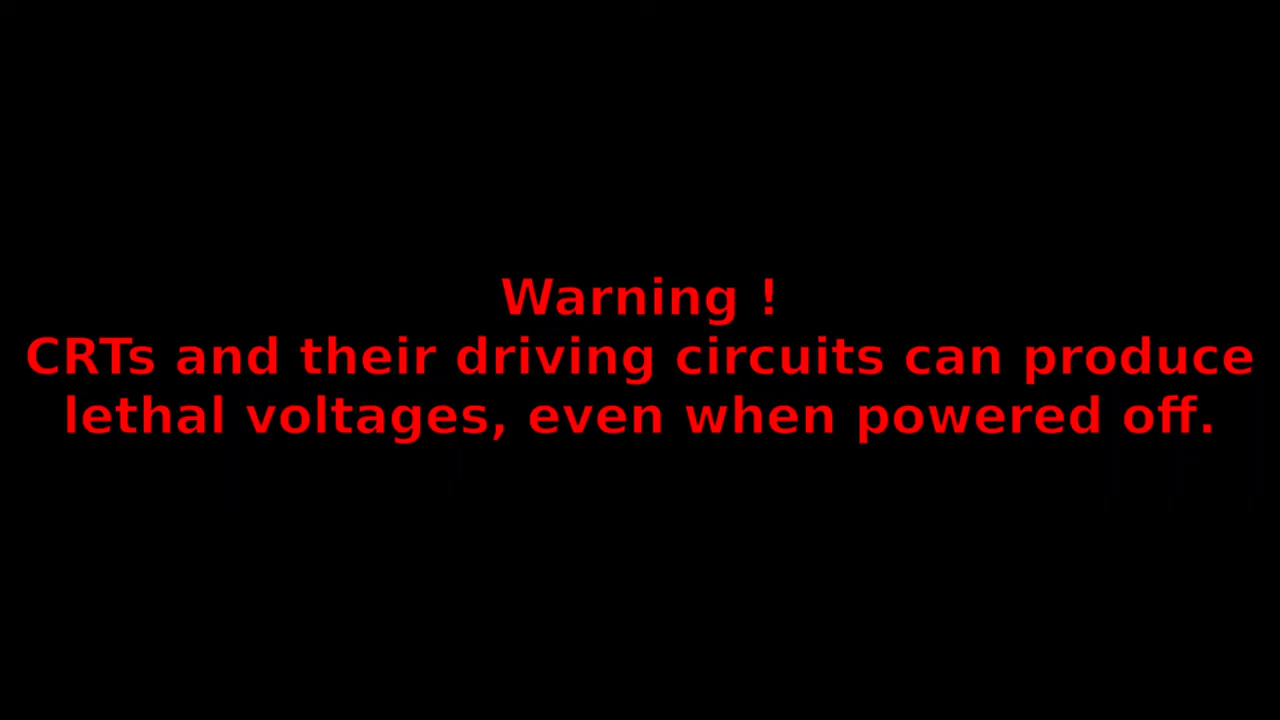 Warning !
CRTs and their driving circuits can produce
lethal voltages, even when powered off.